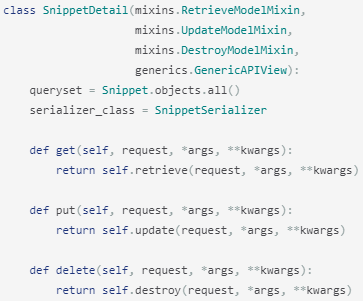 class SnippetDetail(mixins.RetrieveModelMixin,
                    mixins.UpdateModelMixin,
                    mixins.DestroyModelMixin,
                    generics.GenericAPIView):
    queryset = Snippet.objects.all()
    serializer_class = SnippetSerializer

    def get(self, request, *args, **kwargs):
        return self.retrieve(request, *args, **kwargs)

    def put(self, request, *args, **kwargs):
        return self.update(request, *args, **kwargs)

    def delete(self, request, *args, **kwargs):
        return self.destroy(request, *args, **kwargs)